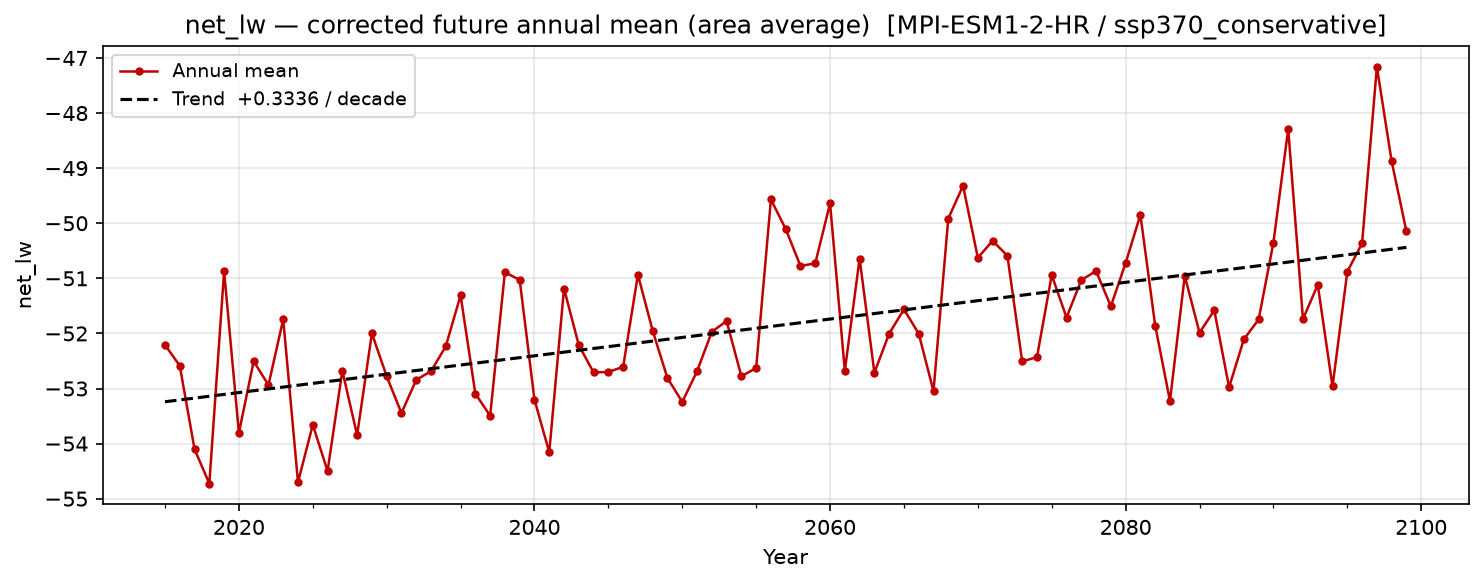 net_lw — corrected future annual mean (area average)  [MPI-ESM1-2-HR / ssp370_conservative]
Annual mean
Trend  +0.3336 / decade
−47
−48
−49
−50
−51
−52
−53
−54
−55
net_lw
2020
2040
2060
2080
2100
Year